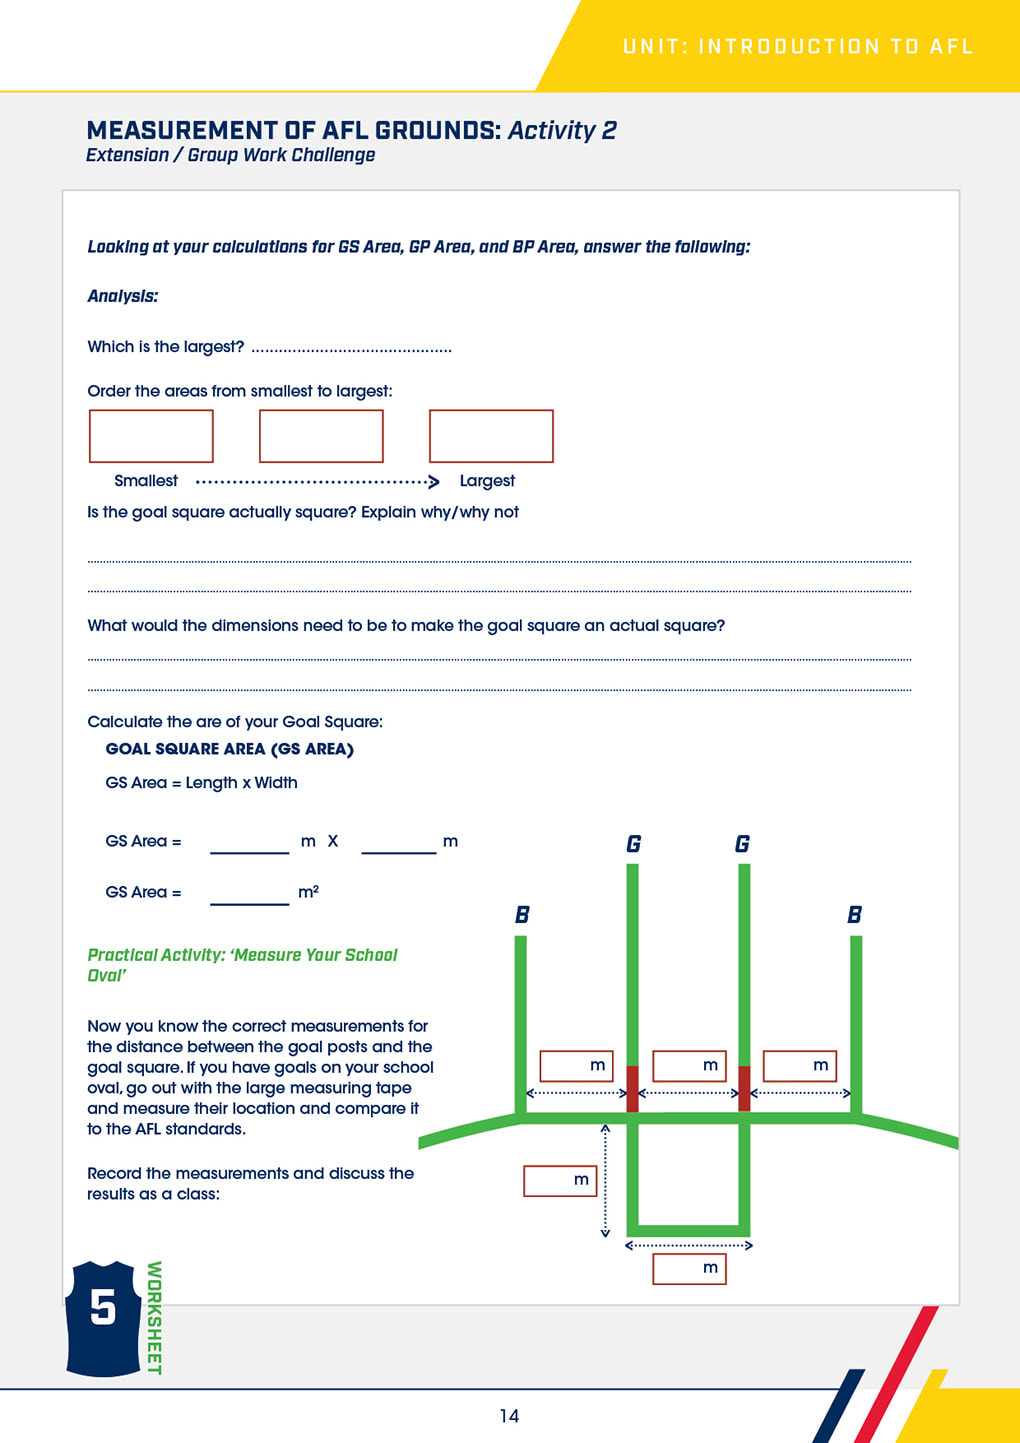 UNIT: INTRODUCTION TO AFL
MEASUREMENT OF AFL GROUNDS: Activity 2
Extension / Group Work Challenge
Looking at your calculations for GS Area, GP Area, and BP Area, answer the following:
Analysis:
Which is the largest? ............................................
Order the areas from smallest to largest:
Smallest
Largest
Is the goal square actually square? Explain why/why not
What would the dimensions need to be to make the goal square an actual square?
Calculate the are of your Goal Square:
GOAL SQUARE AREA (GS AREA)
GS Area = Length x Width
GS Area = ______ m X ______ m
GS Area = ______ m²
G G
B B
m m m
m
m
Practical Activity: ‘Measure Your School
Oval’
Now you know the correct measurements for
the distance between the goal posts and the
goal square. If you have goals on your school
oval, go out with the large measuring tape
and measure their location and compare it
to the AFL standards.
Record the measurements and discuss the
results as a class:
5
WORKSHEET
14